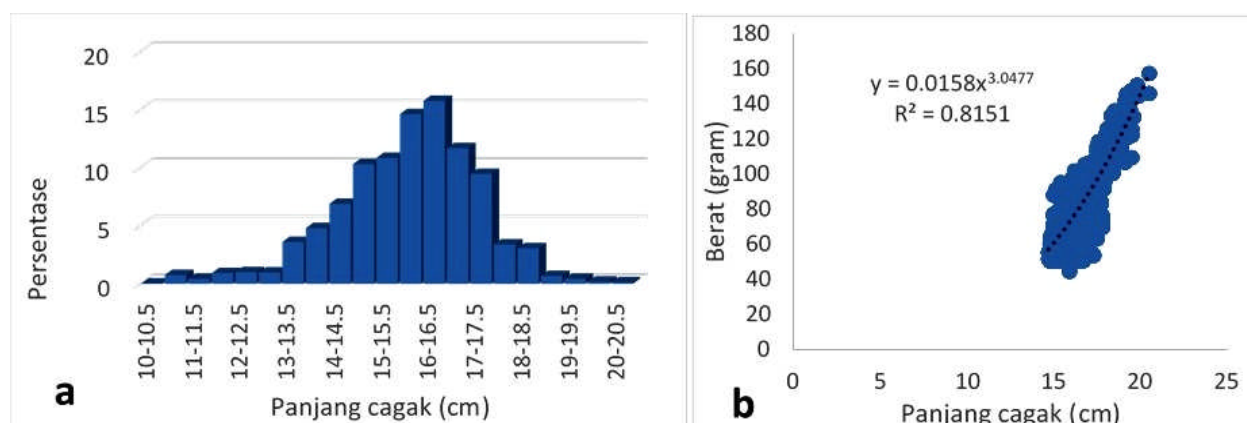 20
15
10
5
0
Persentase
10-10.5
11-11.5
12-12.5
13-13.5
14-14.5
15-15.5
16-16.5
17-17.5
18-18.5
19-19.5
20-20.5
Panjang cagak (cm)
a
180
160
140
120
100
80
60
40
20
0
Berat (gram)
y = 0.0158x^3.0477
R² = 0.8151
0 5 10 15 20 25
Panjang cagak (cm)
b